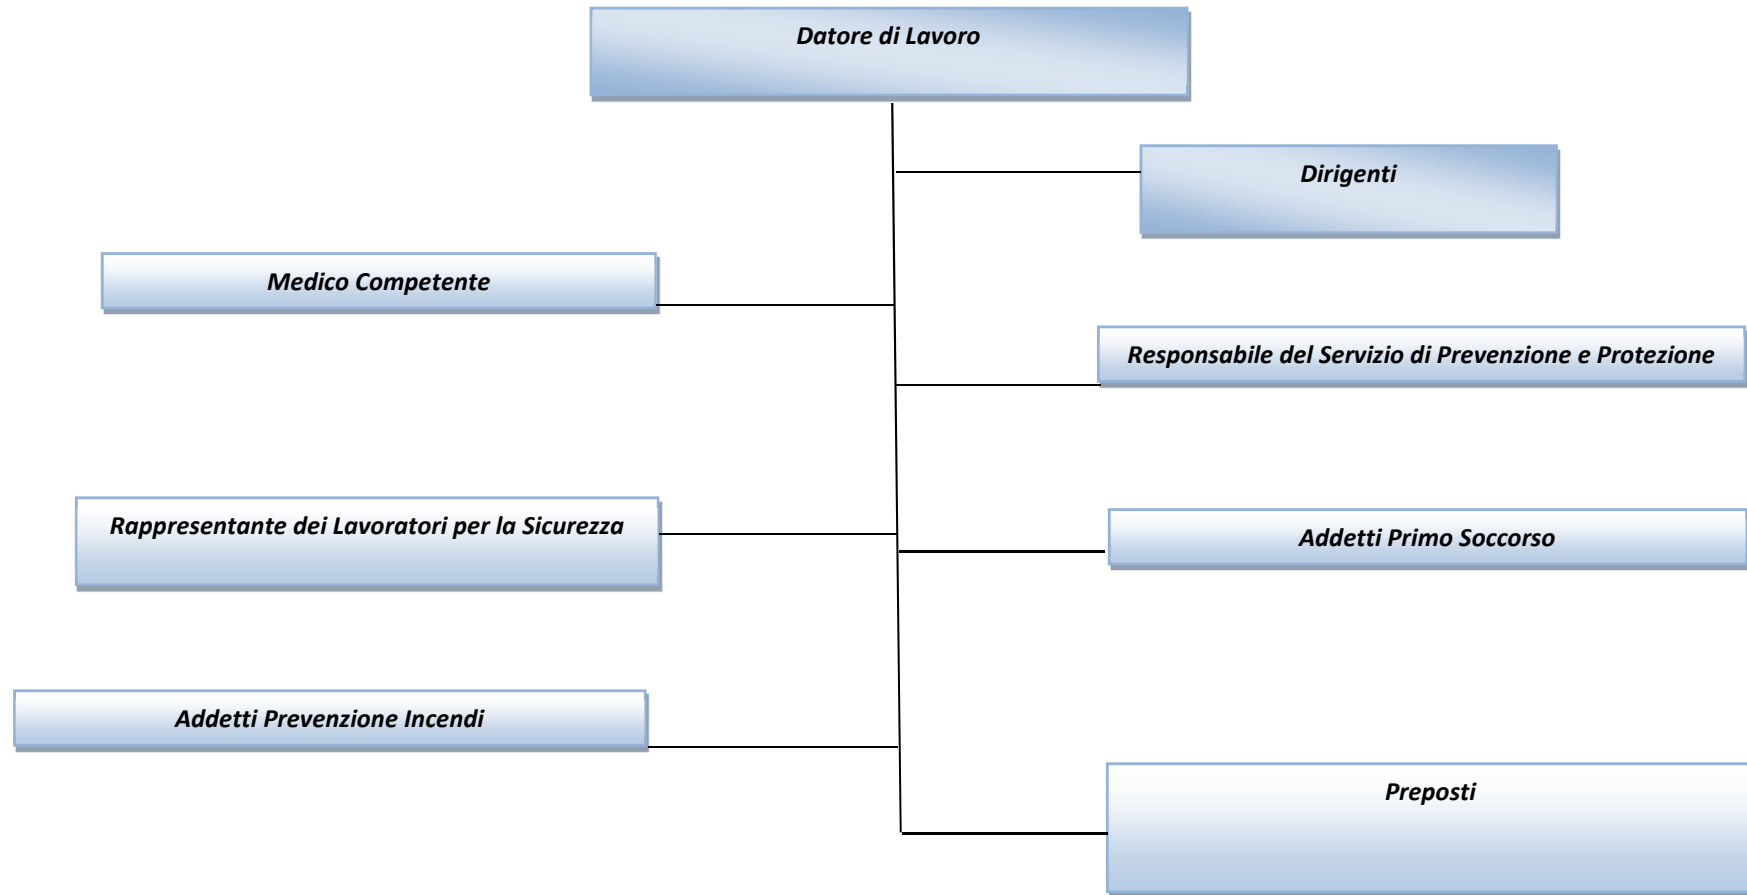 Datore di Lavoro
Dirigenti
Medico Competente
Responsabile del Servizio di Prevenzione e Protezione
Rappresentante dei Lavoratori per la Sicurezza
Addetti Primo Soccorso
Addetti Prevenzione Incendi
Preposti